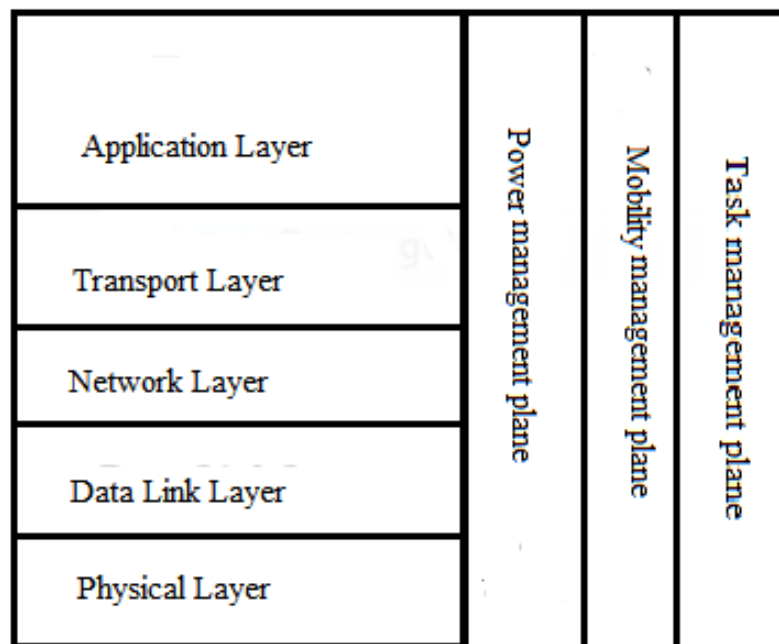 Application Layer
Transport Layer
Network Layer
Data Link Layer
Physical Layer
Power management plane
Mobility management plane
Task management plane